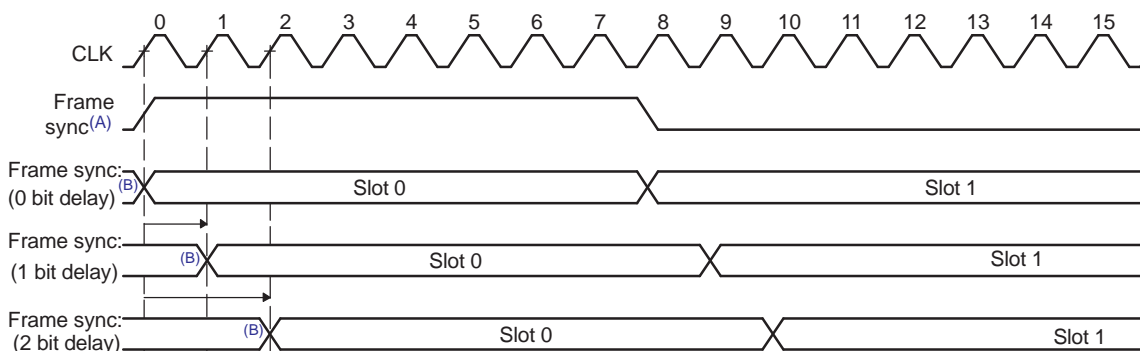 0 1 2 3 4 5 6 7 8 9 10 11 12 13 14 15
CLK
Frame
sync(A)
Frame sync:
(B) Slot 0 Slot 1
(0 bit delay)
Frame sync:
(B) Slot 0 Slot 1
(1 bit delay)
Frame sync:
(B) Slot 0 Slot 1
(2 bit delay)